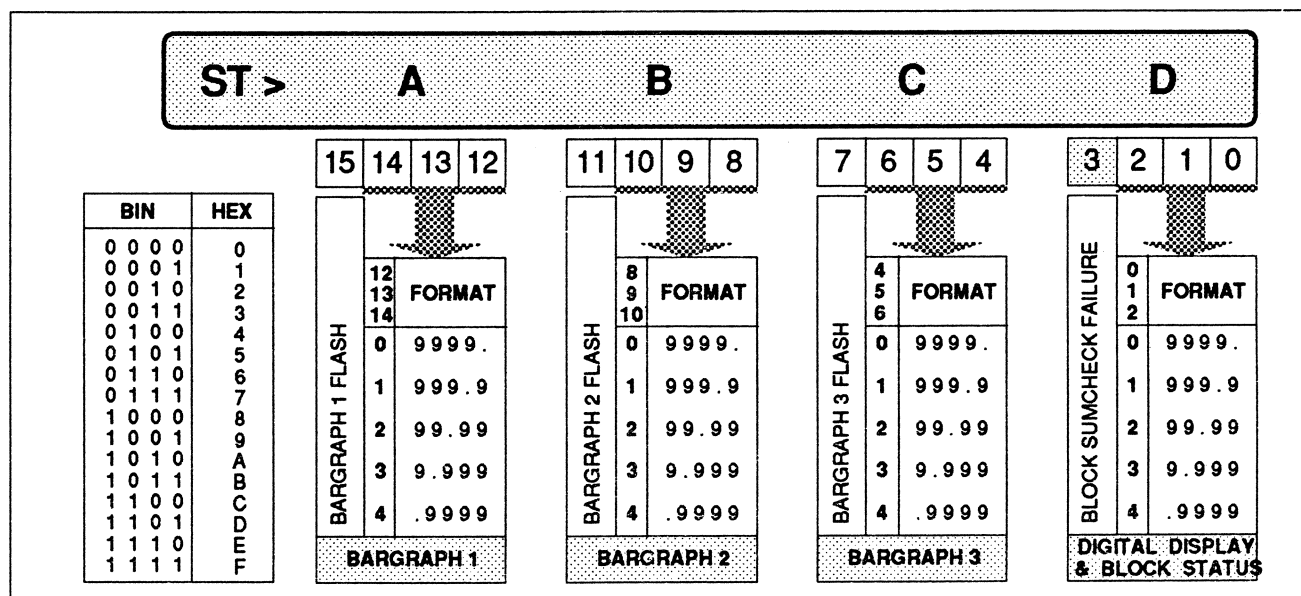 ST > A B C D
15 14 13 12 11 10 9 8 7 6 5 4 3 2 1 0
BIN HEX
0 0 0 0 0
0 0 0 1 1
0 0 1 0 2
0 0 1 1 3
0 1 0 0 4
0 1 0 1 5
0 1 1 0 6
0 1 1 1 7
1 0 0 0 8
1 0 0 1 9
1 0 1 0 A
1 0 1 1 B
1 1 0 0 C
1 1 0 1 D
1 1 1 0 E
1 1 1 1 F
BARGRAPH 1 FLASH
12
13
14
FORMAT
0 9999.
1 999.9
2 99.99
3 9.999
4 .9999
BARGRAPH 1
BARGRAPH 2 FLASH
8
9
10
FORMAT
0 9999.
1 999.9
2 99.99
3 9.999
4 .9999
BARGRAPH 2
BARGRAPH 3 FLASH
4
5
6
FORMAT
0 9999.
1 999.9
2 99.99
3 9.999
4 .9999
BARGRAPH 3
BLOCK SUMCHECK FAILURE
0
1
2
FORMAT
0 9999.
1 999.9
2 99.99
3 9.999
4 .9999
DIGITAL DISPLAY
& BLOCK STATUS